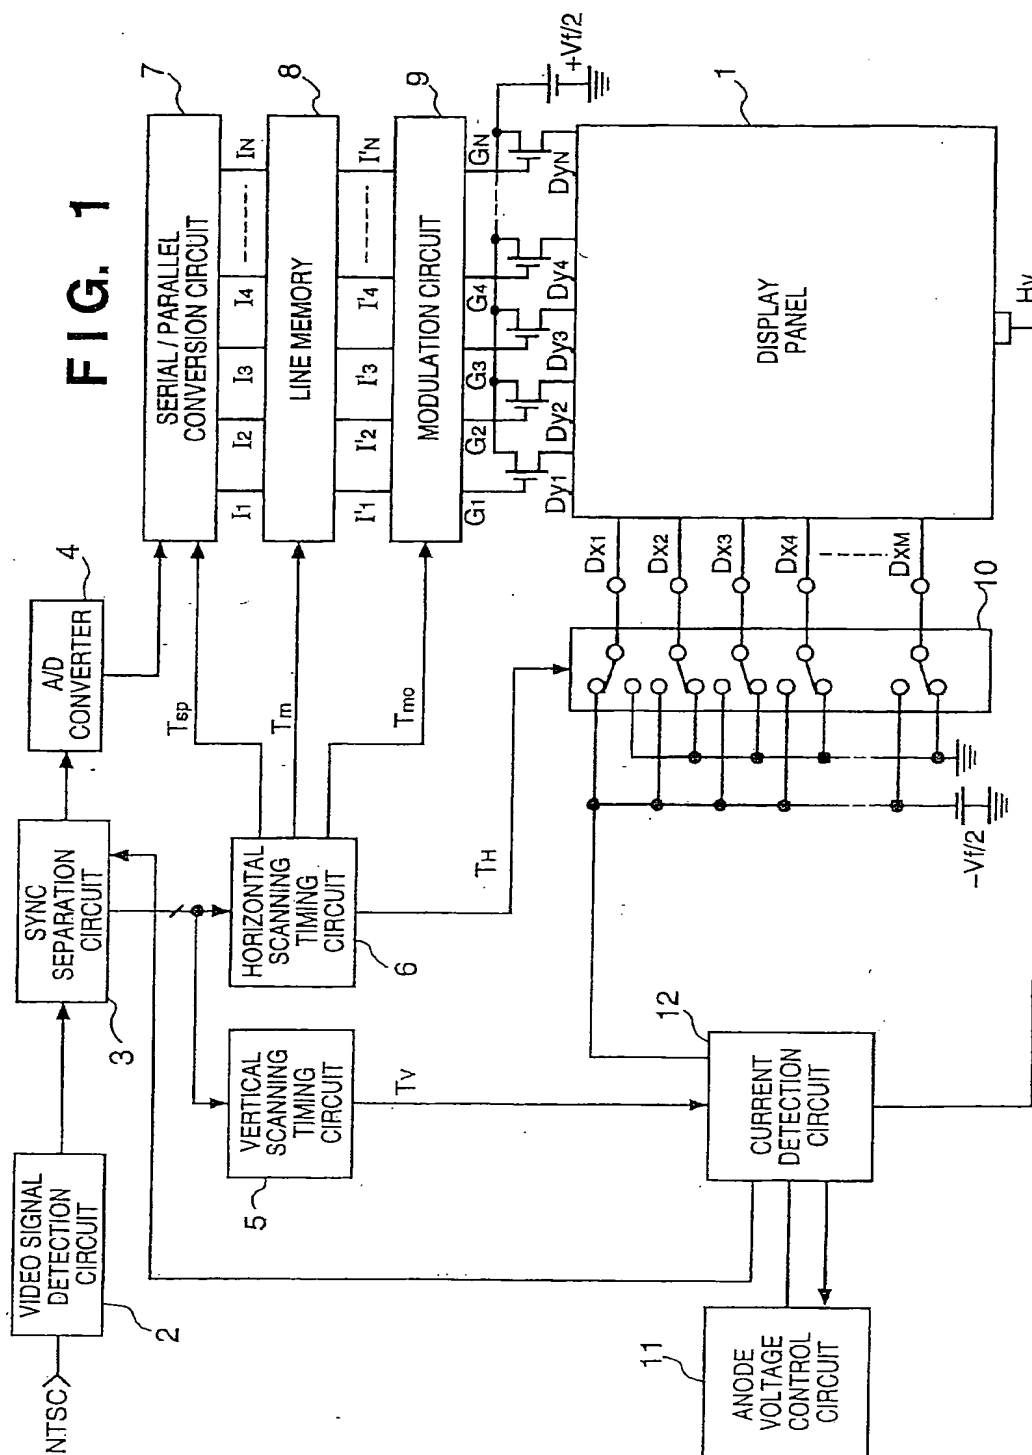 FIG. 1
NTSC
VIDEO SIGNAL
DETECTION
CIRCUIT
2
SYNC
SEPARATION
CIRCUIT
3
A/D
CONVERTER
4
VERTICAL
SCANNING
TIMING
CIRCUIT
5
HORIZONTAL
SCANNING
TIMING
CIRCUIT
6
Tsp
Tm
Tmo
TV
TH
SERIAL / PARALLEL
CONVERSION CIRCUIT
7
I1 I2 I3 I4 IN
LINE MEMORY
8
I'1 I'2 I'3 I'4 I'N
MODULATION CIRCUIT
9
G1 G2 G3 G4 GN
+Vf/2
Dy1 Dy2 Dy3 Dy4 DyN
DISPLAY
PANEL
1
Dx1
Dx2
Dx3
Dx4
DxM
10
−Vf/2
Hv
CURRENT
DETECTION
CIRCUIT
12
ANODE
VOLTAGE
CONTROL
CIRCUIT
11